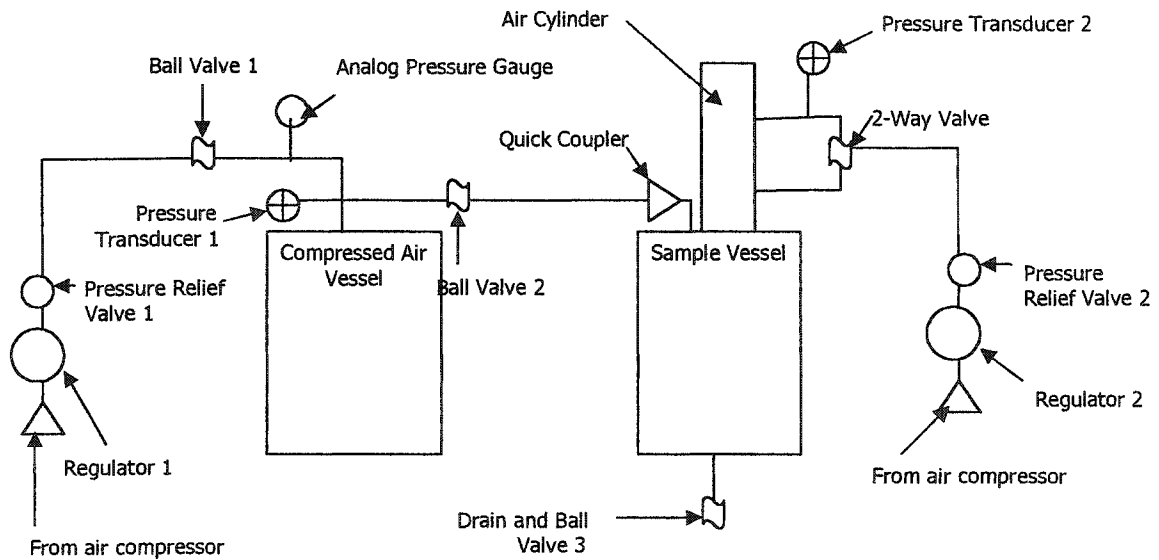 Air Cylinder
Pressure Transducer 2
Ball Valve 1
Analog Pressure Gauge
2-Way Valve
Quick Coupler
Pressure
Transducer 1
Compressed Air
Vessel
Sample Vessel
Ball Valve 2
Pressure Relief
Valve 1
Pressure
Relief Valve 2
Regulator 2
Regulator 1
From air compressor
Drain and Ball
Valve 3
From air compressor